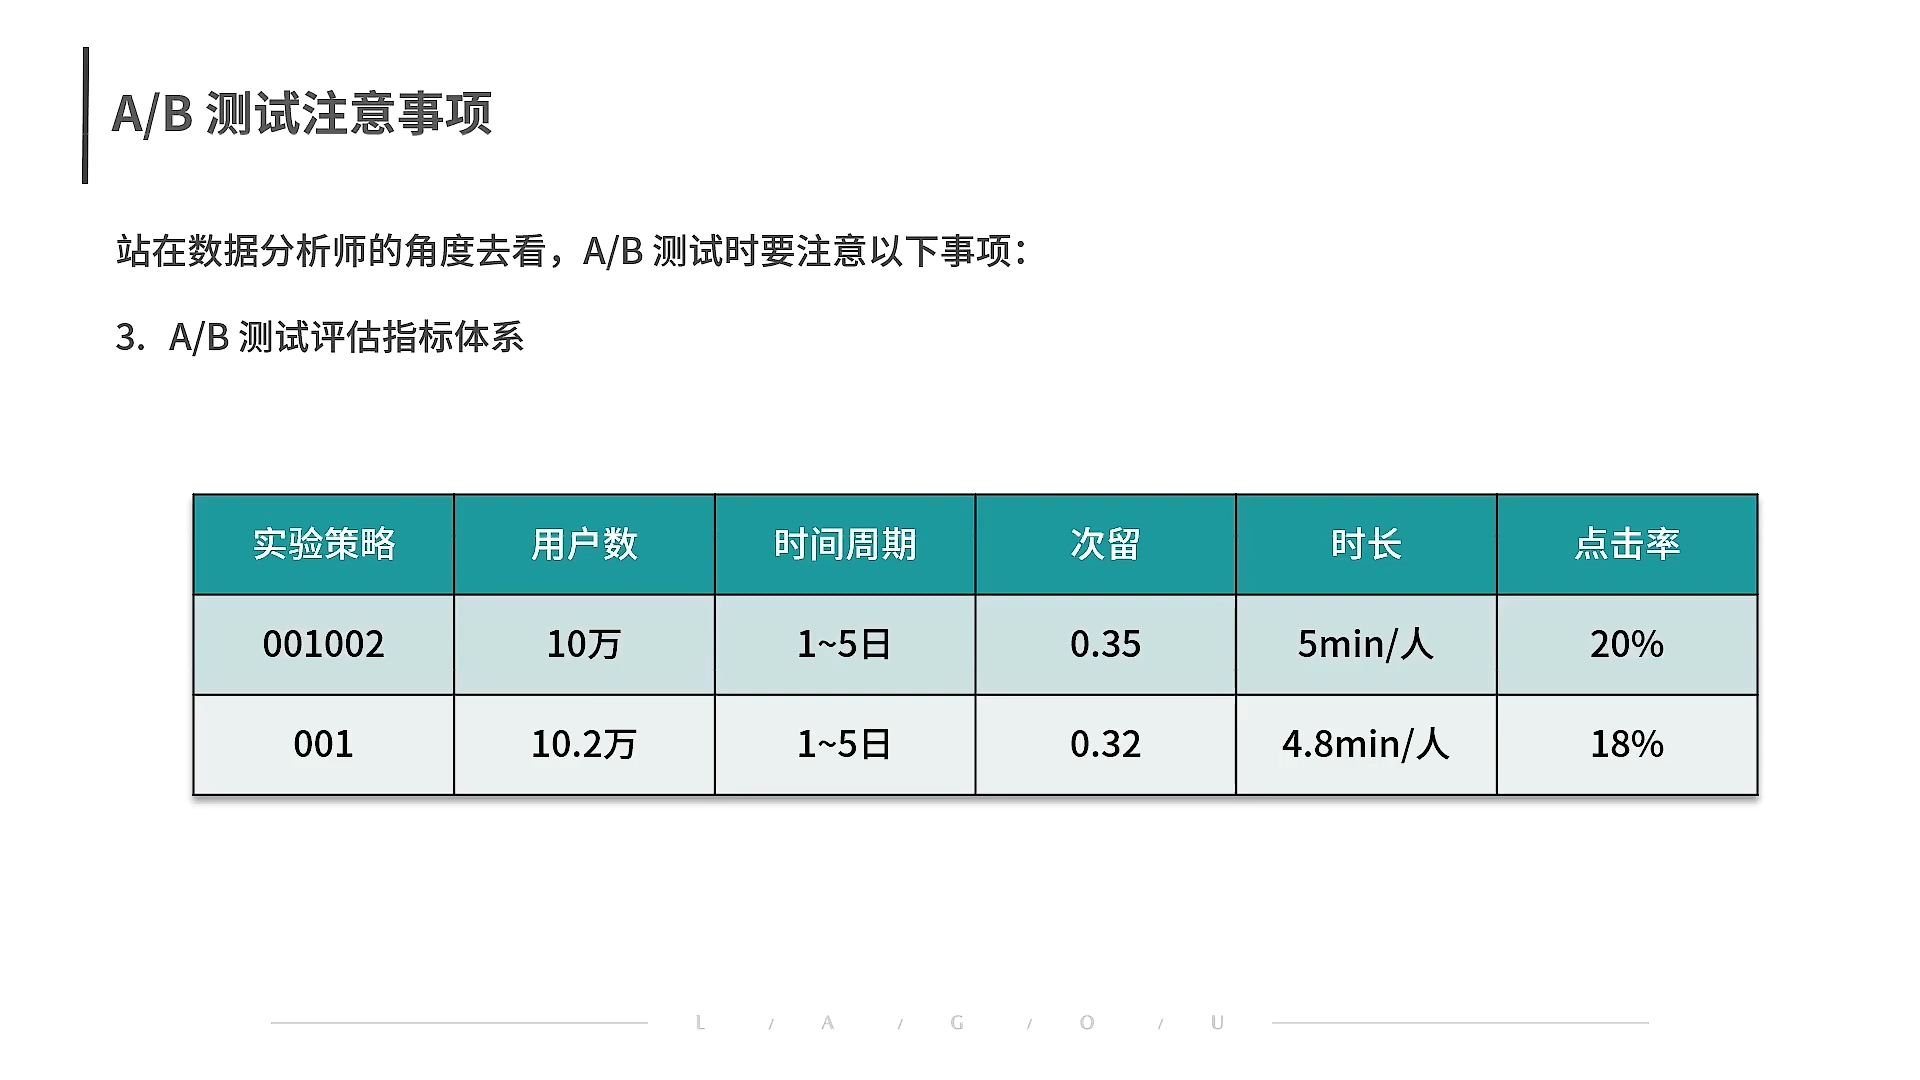 A/B 测试注意事项
站在数据分析师的角度去看，A/B 测试时要注意以下事项：
3. A/B 测试评估指标体系
实验策略 用户数 时间周期 次留 时长 点击率
001002 10万 1~5日 0.35 5min/人 20%
001 10.2万 1~5日 0.32 4.8min/人 18%
L / A / G / O / U